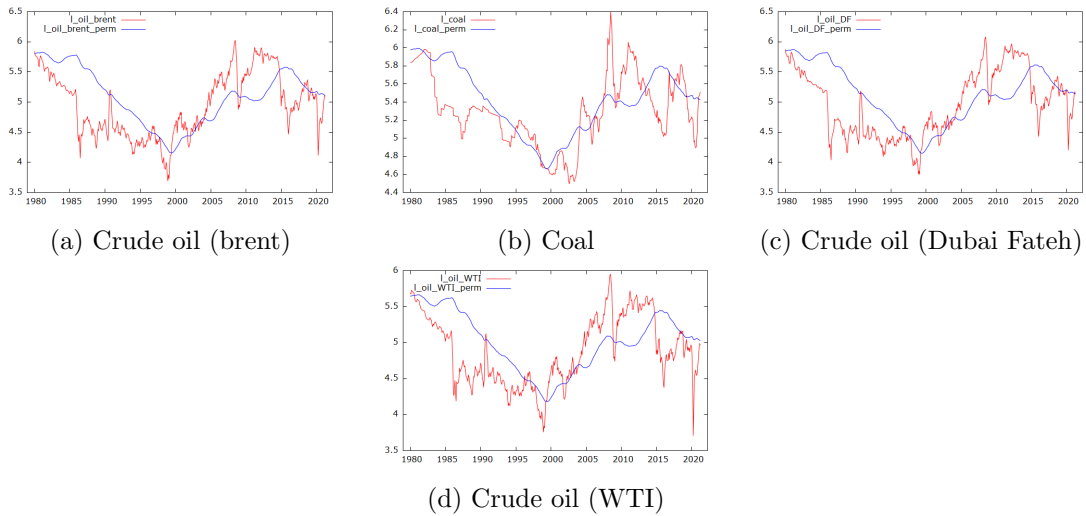 6.5
6
5.5
5
4.5
4
3.5
l_oil_brent
l_oil_brent_perm
1980 1985 1990 1995 2000 2005 2010 2015 2020
(a) Crude oil (brent)
6.4
6.2
6
5.8
5.6
5.4
5.2
5
4.8
4.6
4.4
l_coal
l_coal_perm
1980 1985 1990 1995 2000 2005 2010 2015 2020
(b) Coal
6.5
6
5.5
5
4.5
4
3.5
l_oil_DF
l_oil_DF_perm
1980 1985 1990 1995 2000 2005 2010 2015 2020
(c) Crude oil (Dubai Fateh)
6
5.5
5
4.5
4
3.5
l_oil_WTI
l_oil_WTI_perm
1980 1985 1990 1995 2000 2005 2010 2015 2020
(d) Crude oil (WTI)